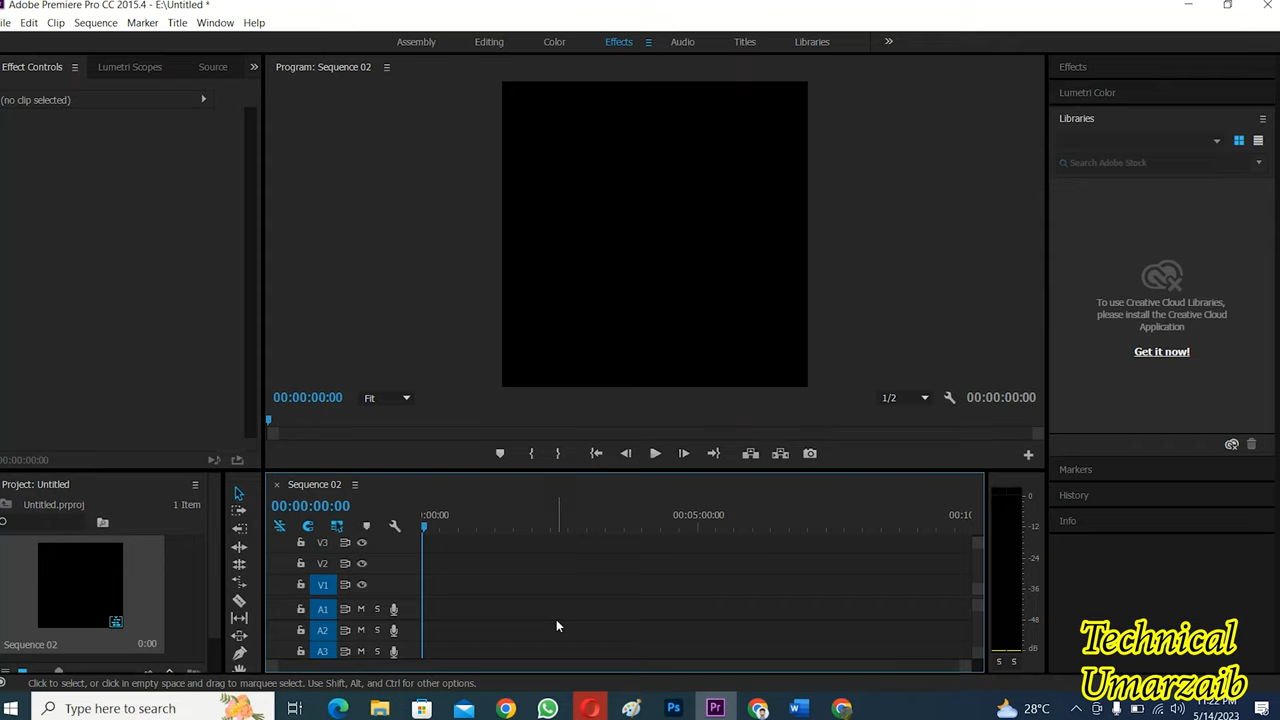 Adobe Premiere Pro CC 2015.4 - E:\Untitled *
Edit Clip Sequence Marker Title Window Help
Assembly Editing Color Effects Audio Titles Libraries
Effect Controls Lumetri Scopes Source
Program: Sequence 02
Effects
(no clip selected)
Lumetri Color
Libraries
Search Adobe Stock
To use Creative Cloud Libraries,
please install the Creative Cloud
Application
Get it now!
00:00:00:00 Fit 1/2 00:00:00:00
00:00:00:00
Markers
History
Info
Project: Untitled
Untitled.prproj 1 Item
Sequence 02 0:00
Sequence 02
00:00:00:00
:00:00 00:05:00:00 00:10
V3
V2
V1
A1 M S
A2 M S
A3 M S
0
-12
-24
-36
-48
dB
S S
Click to select, or click in empty space and drag to marquee select. Use Shift, Alt, and Ctrl for other options.
Technical
Umarzaib
Type here to search
28°C
11:22 PM
5/14/2023